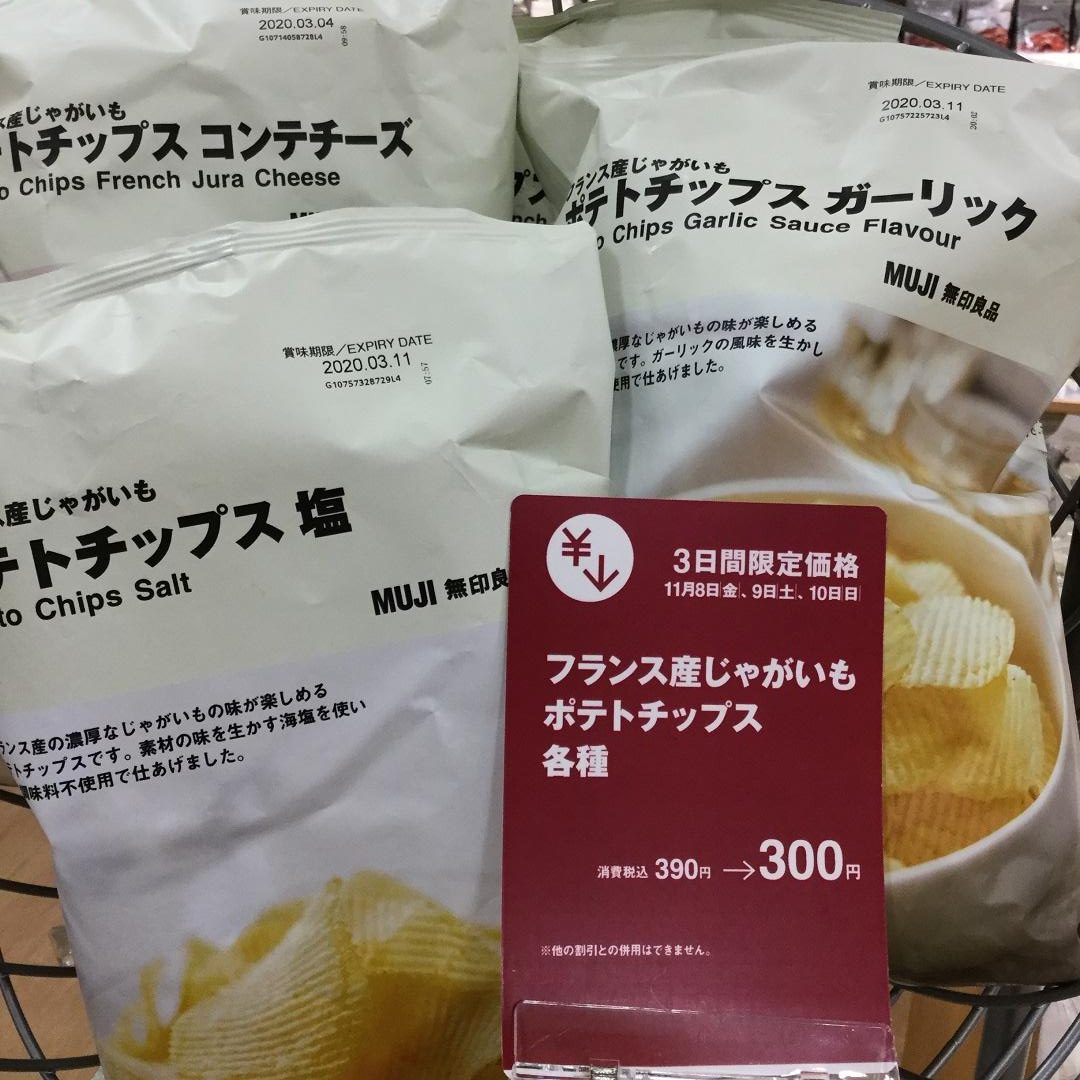 賞味期限/EXPIRY DATE
2020.03.04
G10714058728L4
09:58
産じゃがいも
トチップス コンテチーズ
Chips French Jura Cheese
MUJI
賞味期限/EXPIRY DATE
2020.03.11
G10757225723L4
フランス産じゃがいも
ポテトチップス ガーリック
Chips Garlic Sauce Flavour
MUJI 無印良品
濃厚なじゃがいもの味が楽しめる
です。ガーリックの風味を生かし
使用で仕あげました。
賞味期限/EXPIRY DATE
2020.03.11
G10757328729L4
産じゃがいも
テトチップス 塩
to Chips Salt
MUJI 無印良品
ランス産の濃厚なじゃがいもの味が楽しめる
テトチップスです。素材の味を生かす海塩を使い
調味料不使用で仕あげました。
¥↓
3日間限定価格
11月8日金、9日土、10日日
フランス産じゃがいも
ポテトチップス
各種
消費税込 390円 →300円
※他の割引との併用はできません。